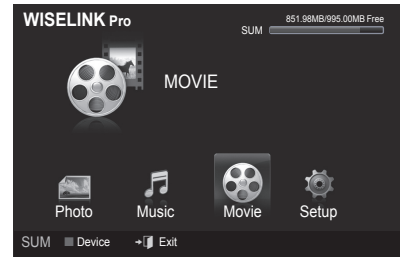 WISELINK Pro
851.98MB/995.00MB Free
SUM
MOVIE
Photo Music Movie Setup
SUM Device Exit